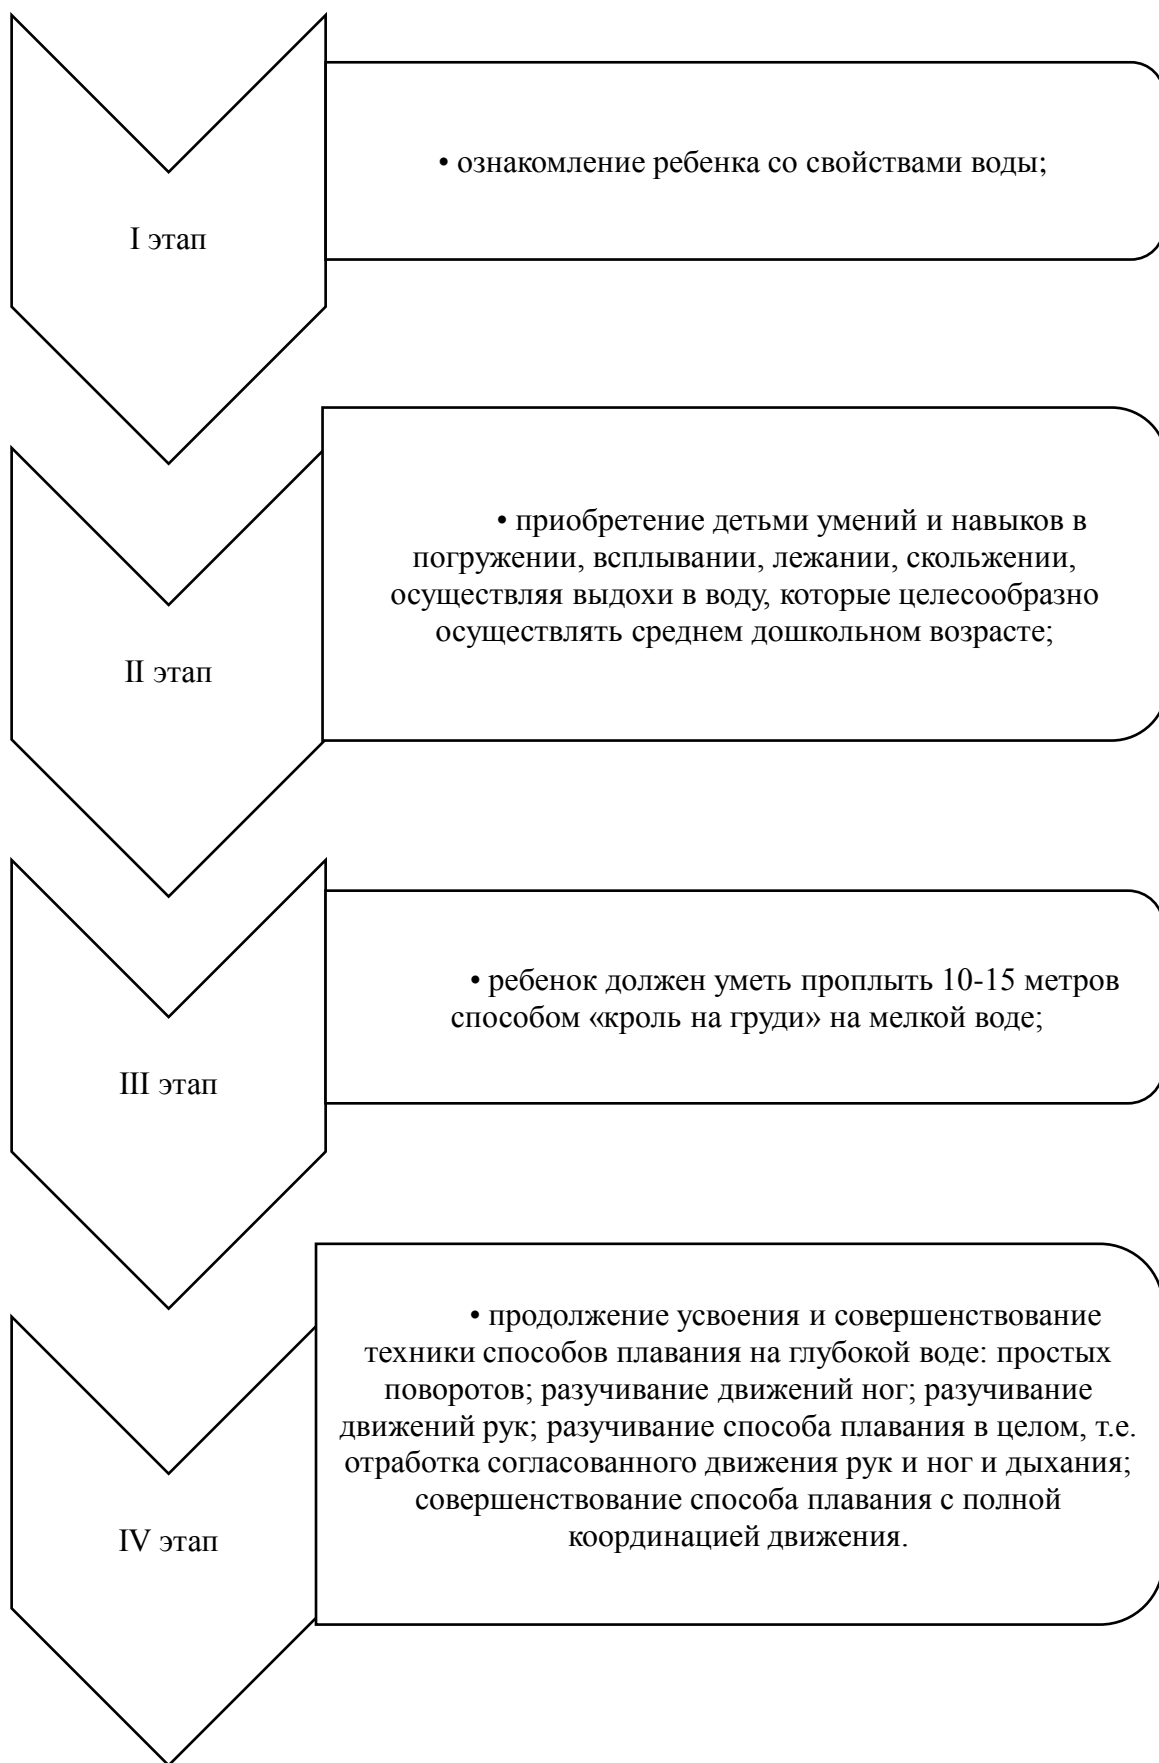 I этап
• ознакомление ребенка со свойствами воды;
II этап
• приобретение детьми умений и навыков в
погружении, всплывании, лежании, скольжении,
осуществляя выдохи в воду, которые целесообразно
осуществлять среднем дошкольном возрасте;
III этап
• ребенок должен уметь проплыть 10-15 метров
способом «кроль на груди» на мелкой воде;
IV этап
• продолжение усвоения и совершенствование
техники способов плавания на глубокой воде: простых
поворотов; разучивание движений ног; разучивание
движений рук; разучивание способа плавания в целом, т.е.
отработка согласованного движения рук и ног и дыхания;
совершенствование способа плавания с полной
координацией движения.